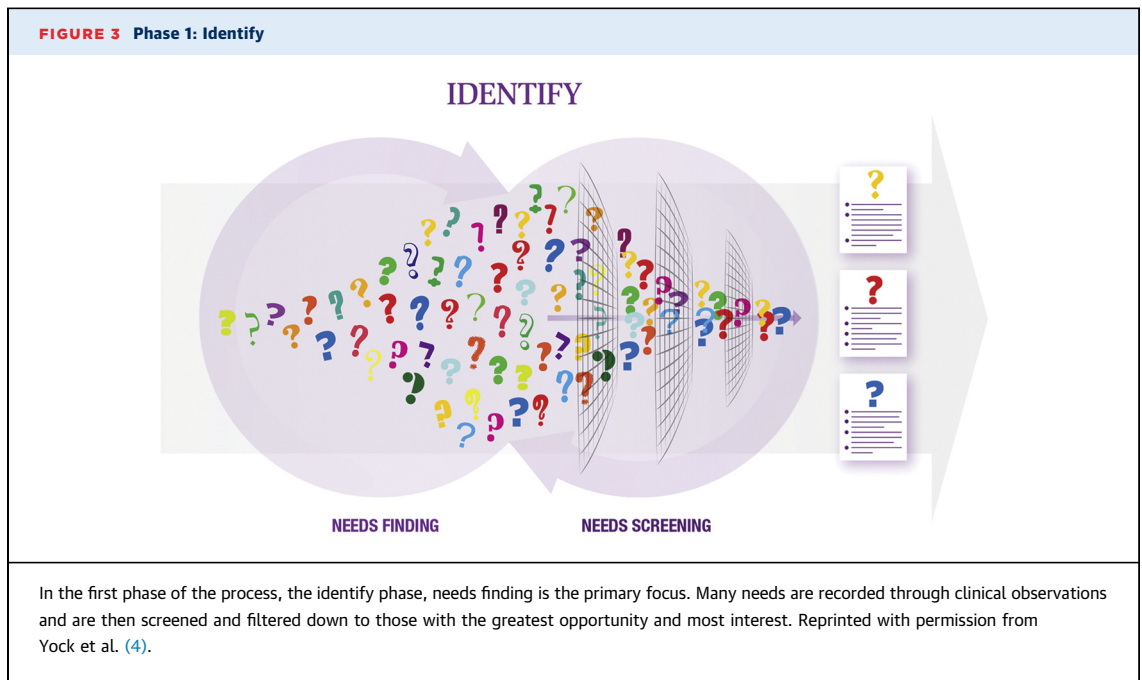 FIGURE 3 Phase 1: Identify
IDENTIFY
NEEDS FINDING
NEEDS SCREENING
In the first phase of the process, the identify phase, needs finding is the primary focus. Many needs are recorded through clinical observations
and are then screened and filtered down to those with the greatest opportunity and most interest. Reprinted with permission from
Yock et al. (4).